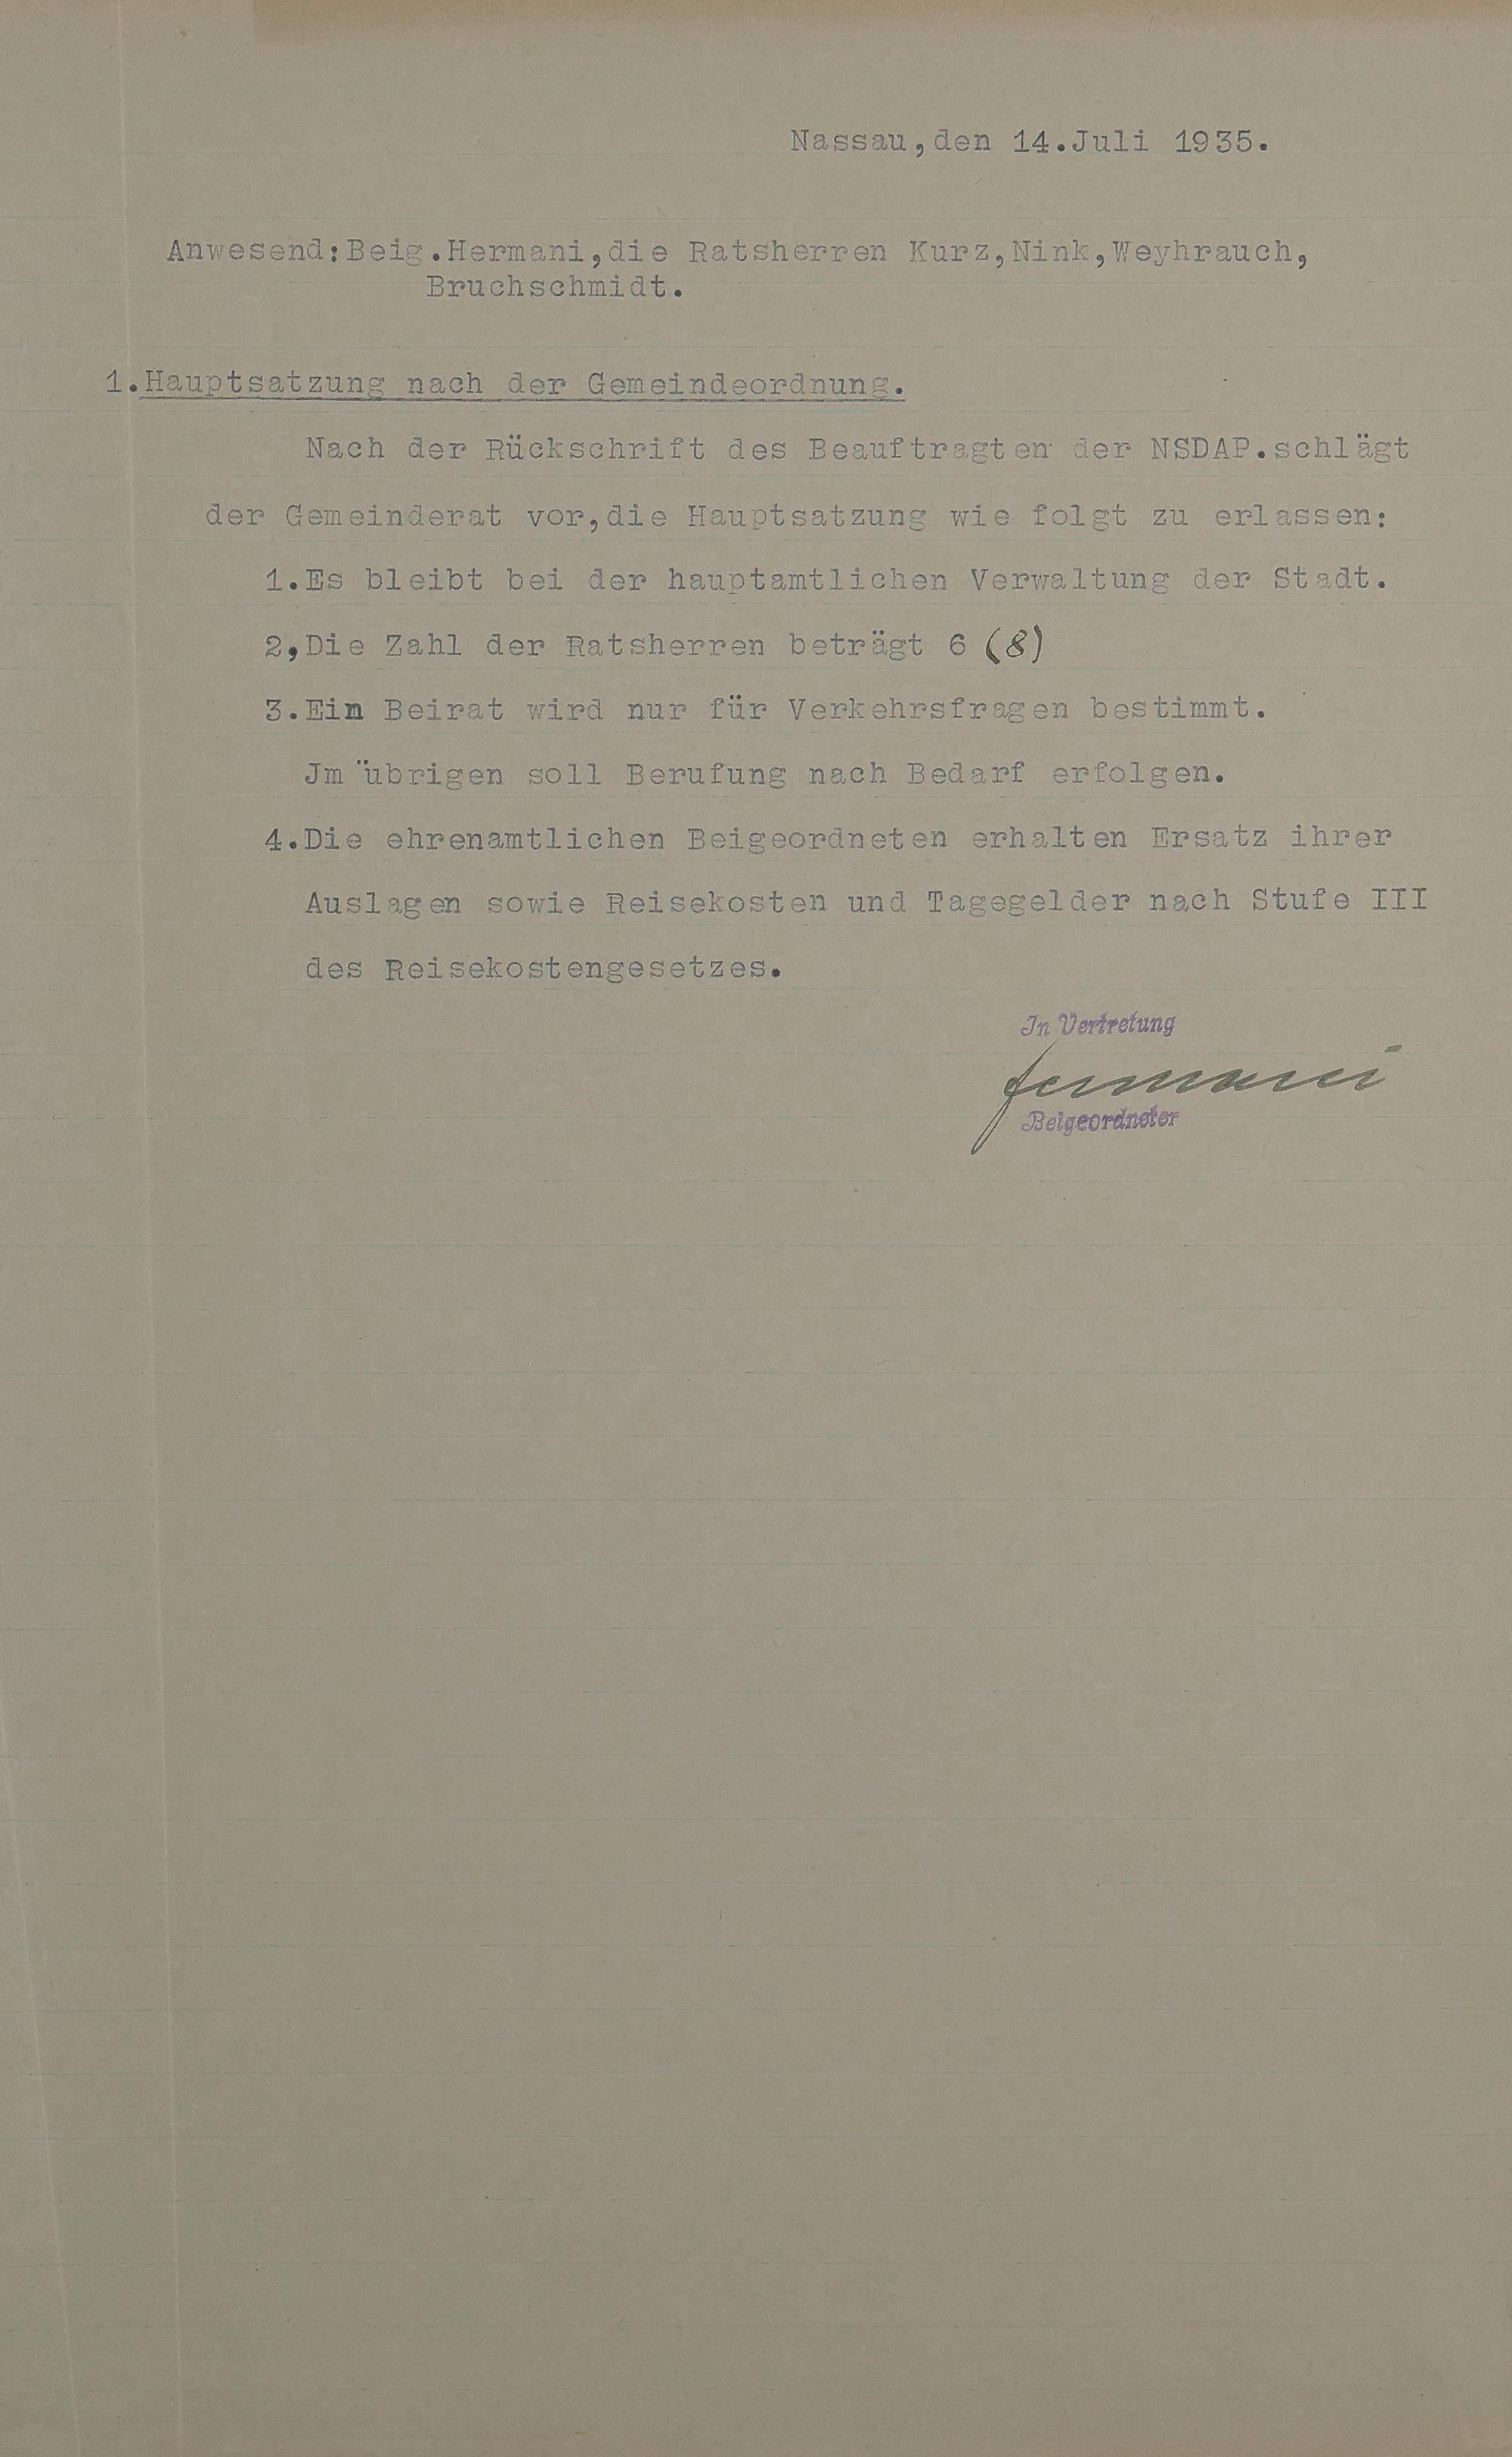 Nassau,den 14.Juli 1935.
Anwesend:Beig.Hermani,die Ratsherren Kurz,Nink,Weyhrauch,
Bruchschmidt.
1.Hauptsatzung nach der Gemeindeordnung.
Nach der Rückschrift des Beauftragten der NSDAP.schlägt
der Gemeinderat vor,die Hauptsatzung wie folgt zu erlassen:
1.Es bleibt bei der hauptamtlichen Verwaltung der Stadt.
2,Die Zahl der Ratsherren beträgt 6 (8)
3.Ein Beirat wird nur für Verkehrsfragen bestimmt.
Jm übrigen soll Berufung nach Bedarf erfolgen.
4.Die ehrenamtlichen Beigeordneten erhalten Ersatz ihrer
Auslagen sowie Reisekosten und Tagegelder nach Stufe III
des Reisekostengesetzes.
In Vertretung
Hermani
Beigeordneter